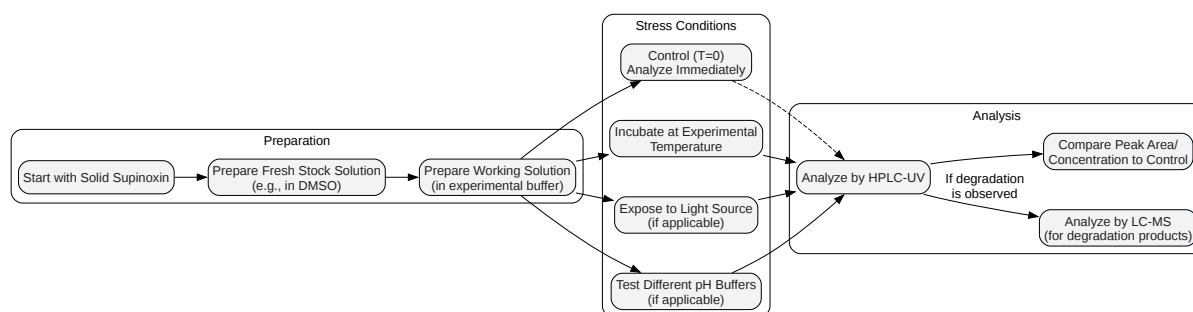 Preparation
Start with Solid Supinoxin
Prepare Fresh Stock Solution
(e.g., in DMSO)
Prepare Working Solution
(in experimental buffer)
Stress Conditions
Control (T=0)
Analyze Immediately
Incubate at Experimental
Temperature
Expose to Light Source
(if applicable)
Test Different pH Buffers
(if applicable)
Analysis
Analyze by HPLC-UV
Compare Peak Area/
Concentration to Control
If degradation
is observed
Analyze by LC-MS
(for degradation products)